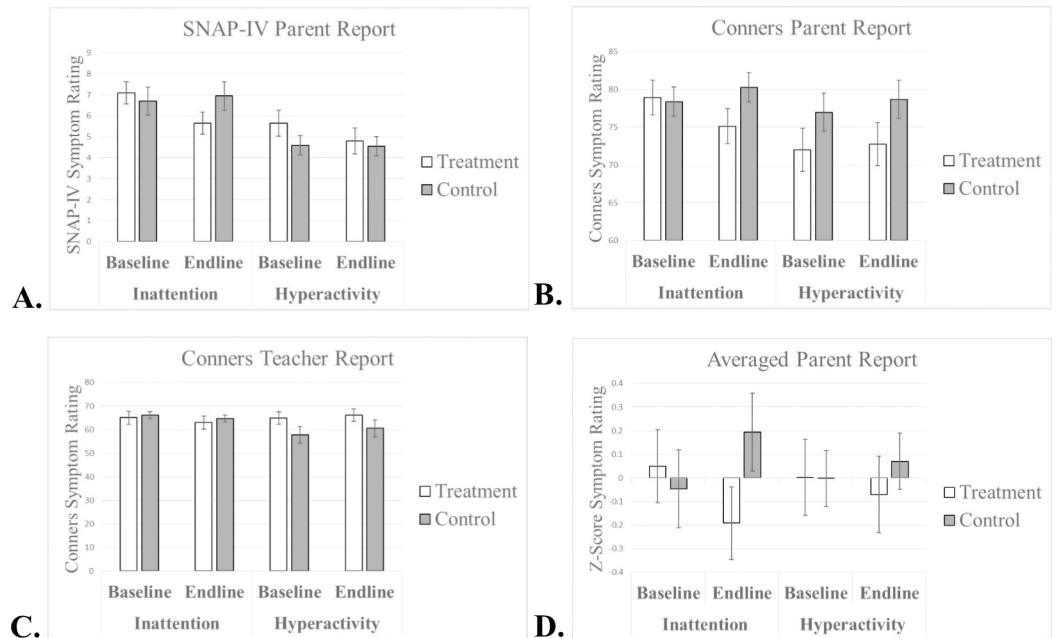 SNAP-IV Parent Report
SNAP-IV Symptom Rating
9
8
7
6
5
4
3
2
1
0
Treatment
Control
Baseline Endline Baseline Endline
Inattention Hyperactivity
A.
Conners Parent Report
Conners Symptom Rating
85
80
75
70
65
60
Treatment
Control
Baseline Endline Baseline Endline
Inattention Hyperactivity
B.
Conners Teacher Report
Conners Symptom Rating
80
70
60
50
40
30
20
10
0
Treatment
Control
Baseline Endline Baseline Endline
Inattention Hyperactivity
C.
Averaged Parent Report
Z-Score Symptom Rating
0.4
0.3
0.2
0.1
0
-0.1
-0.2
-0.3
-0.4
Treatment
Control
Baseline Endline Baseline Endline
Inattention Hyperactivity
D.